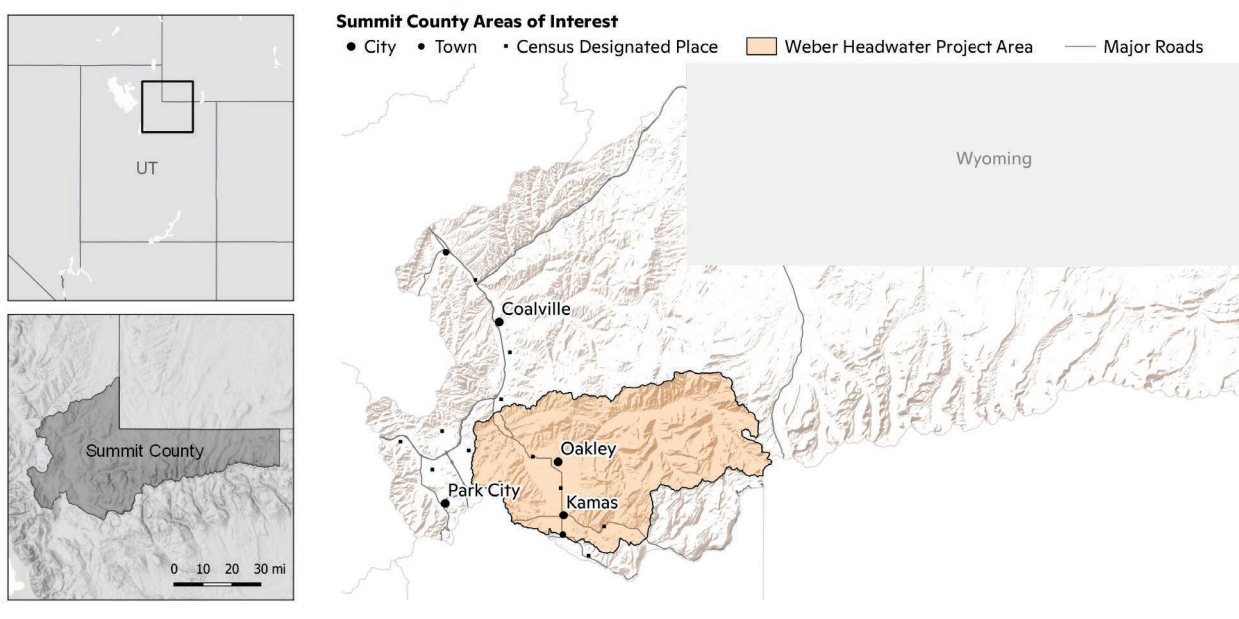 Summit County Areas of Interest
City Town Census Designated Place Weber Headwater Project Area Major Roads
UT
Wyoming
Coalville
Summit County
Oakley
Park City
Kamas
0 10 20 30 mi